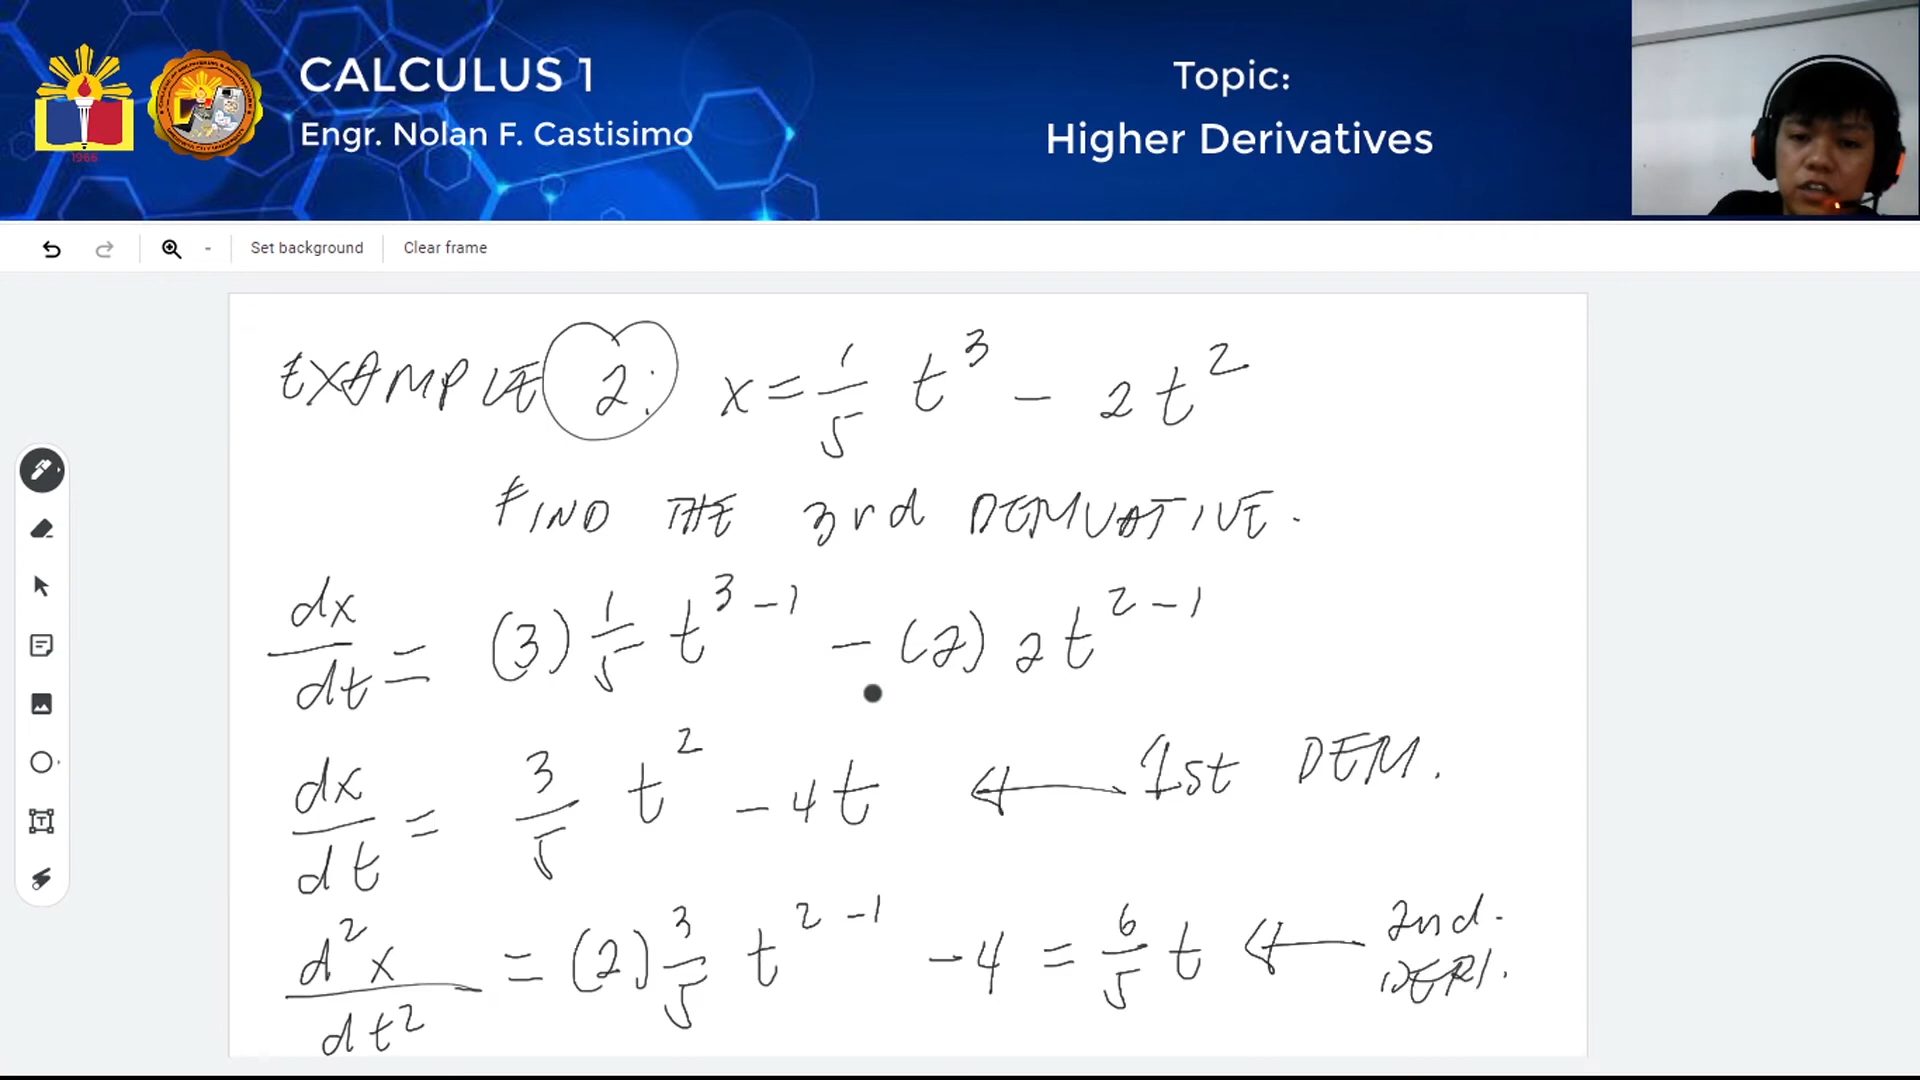 CALCULUS 1
Engr. Nolan F. Castisimo
Topic:
Higher Derivatives
1966
Set background
Clear frame
EXAMPLE 2: x = 1/5 t^3 - 2t^2
FIND THE 3rd DERIVATIVE.
dx/dt = (3) 1/5 t^3-1 - (2) 2t^2-1
dx/dt = 3/5 t^2 - 4t ← 1st DERI.
d^2x/dt^2 = (2) 3/5 t^2-1 - 4 = 6/5 t ← 2nd.
DERI.